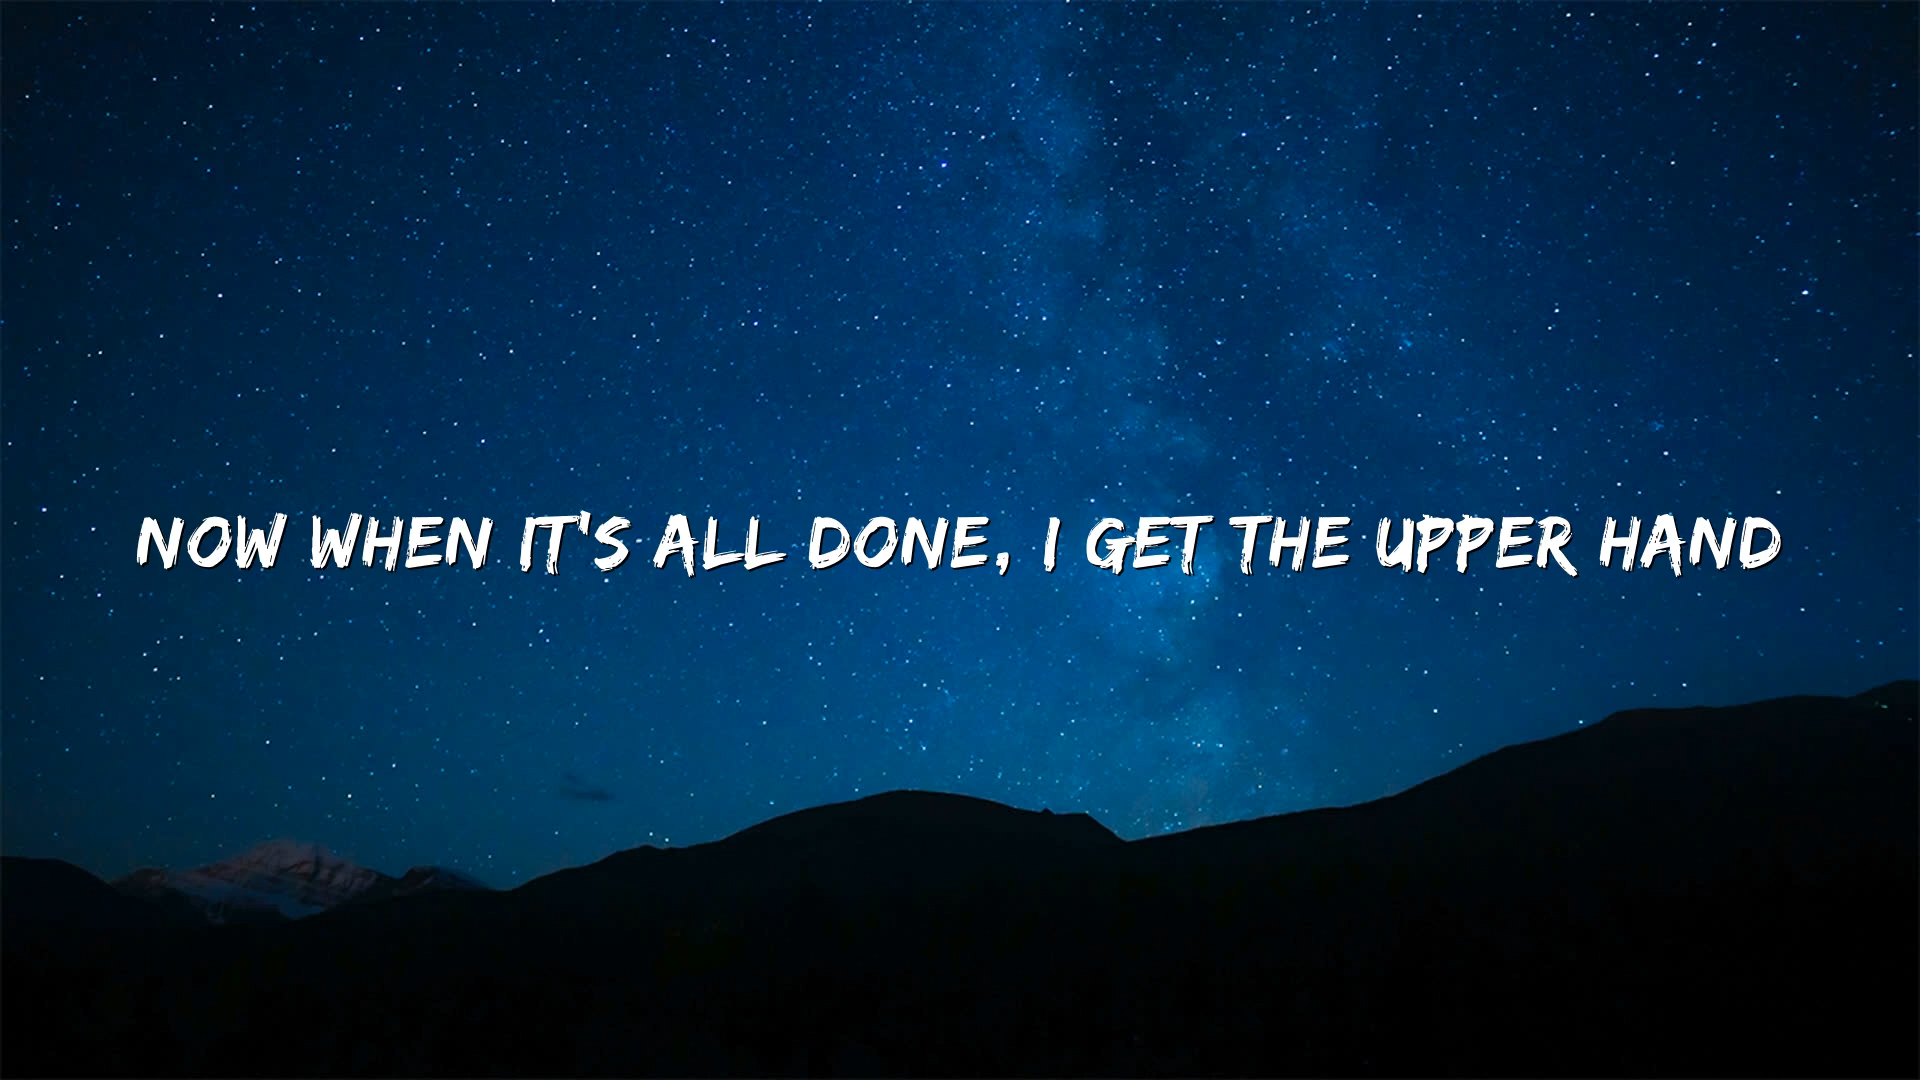 NOW WHEN IT'S ALL DONE, I GET THE UPPER HAND